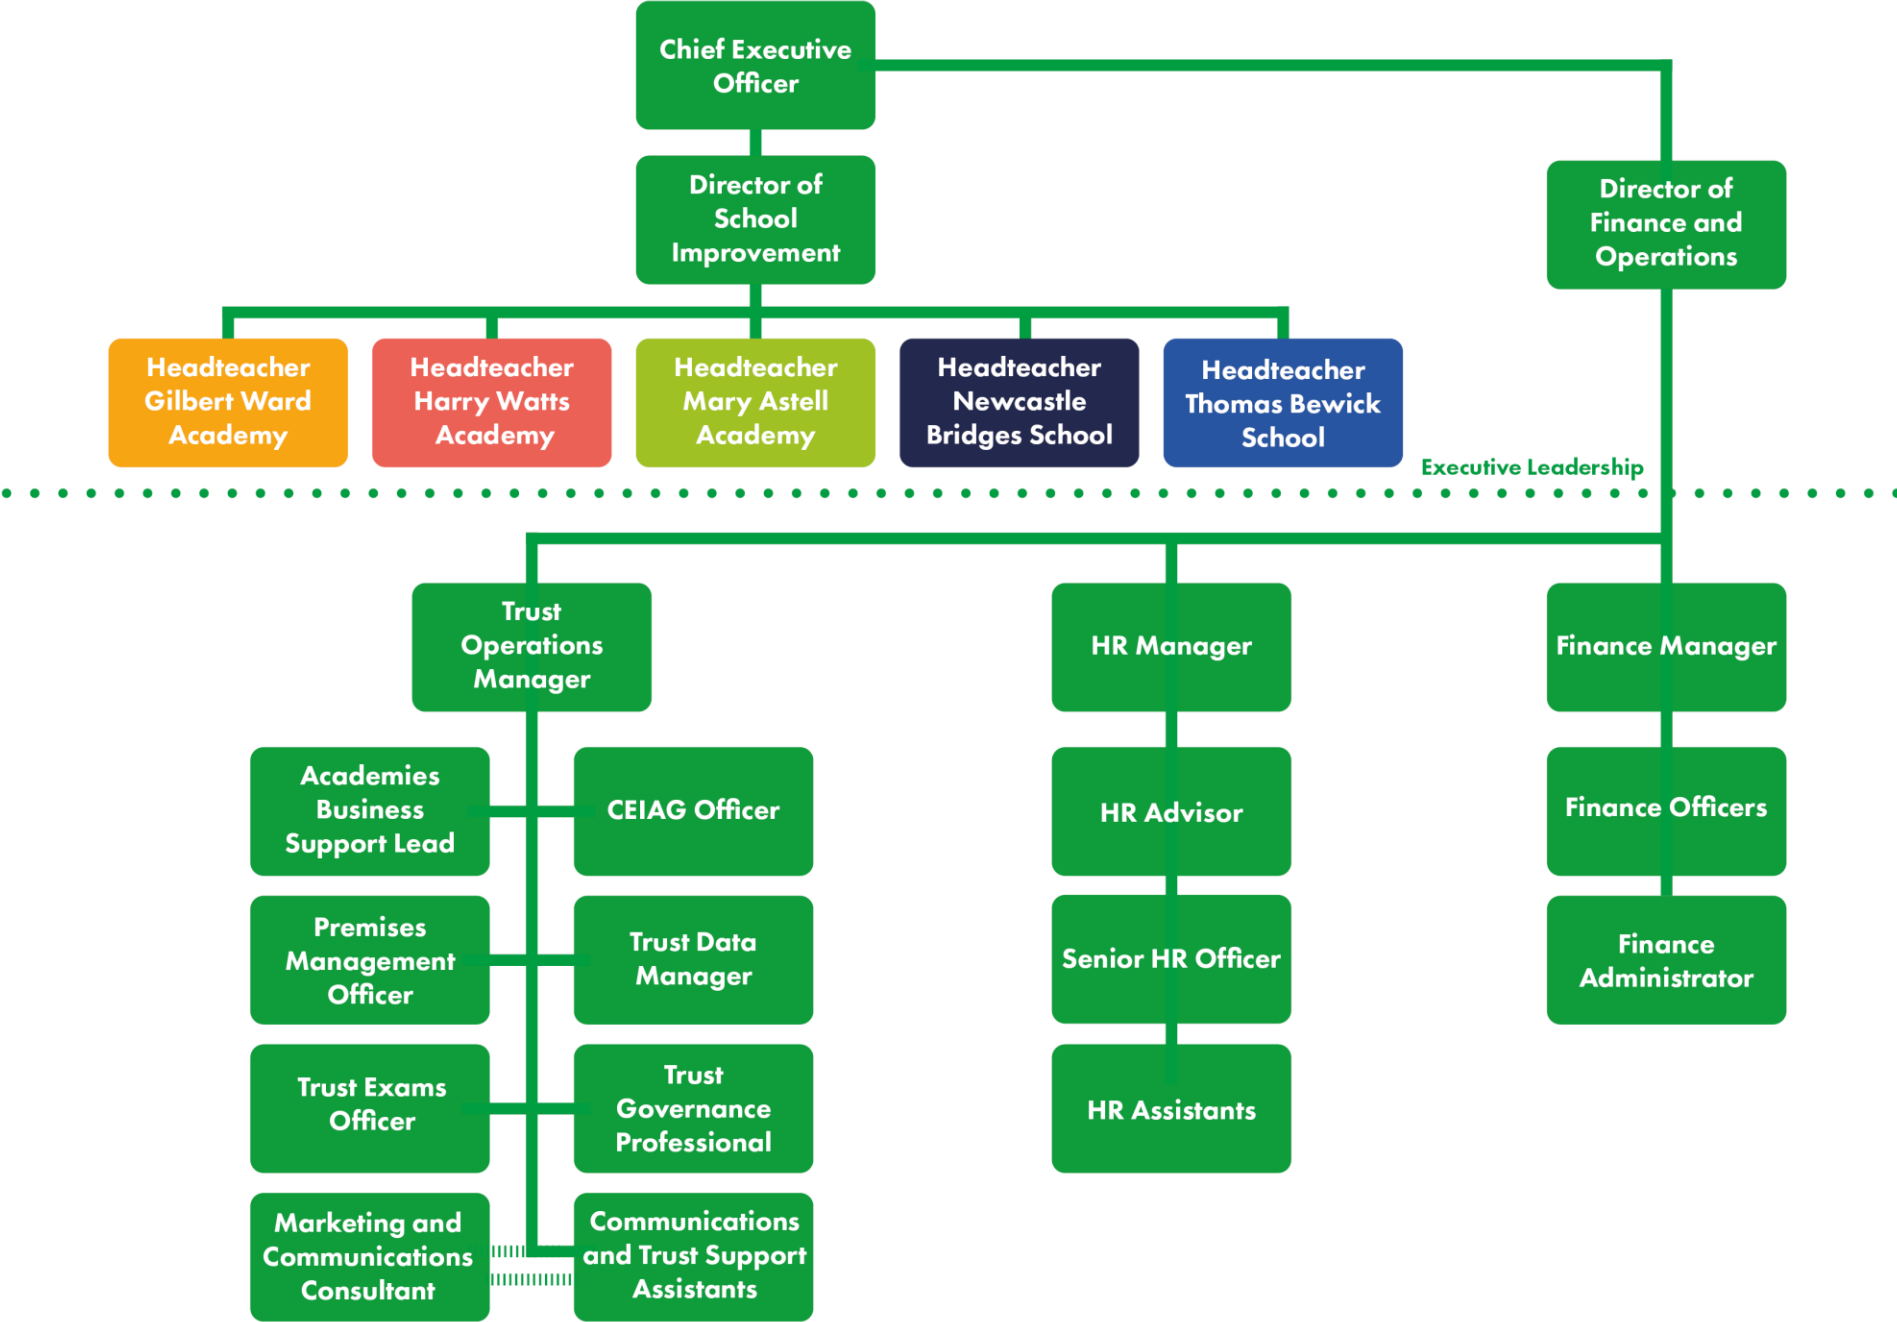 Chief Executive
Officer
Director of
School
Improvement
Director of
Finance and
Operations
Headteacher
Gilbert Ward
Academy
Headteacher
Harry Watts
Academy
Headteacher
Mary Astell
Academy
Headteacher
Newcastle
Bridges School
Headteacher
Thomas Bewick
School
Executive Leadership
Trust
Operations
Manager
HR Manager
Finance Manager
Academies
Business
Support Lead
CEIAG Officer
HR Advisor
Finance Officers
Premises
Management
Officer
Trust Data
Manager
Senior HR Officer
Finance
Administrator
Trust Exams
Officer
Trust
Governance
Professional
HR Assistants
Marketing and
Communications
Consultant
Communications
and Trust Support
Assistants